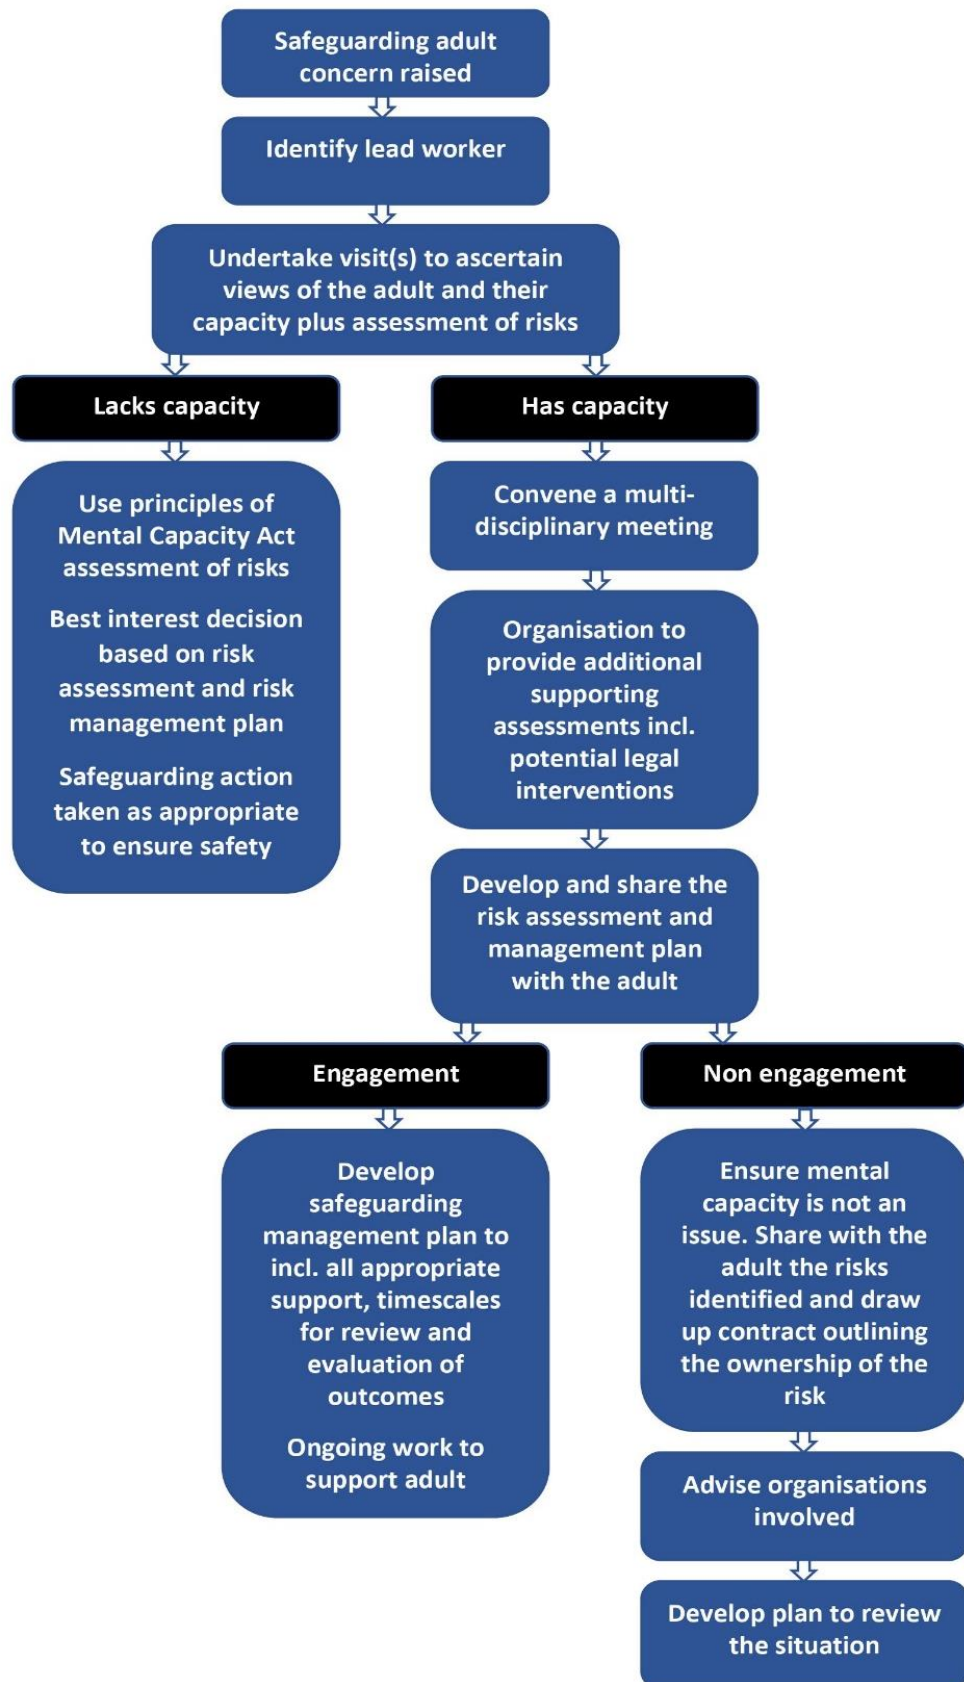 Safeguarding adult
concern raised
Identify lead worker
Undertake visit(s) to ascertain
views of the adult and their
capacity plus assessment of risks
Lacks capacity
Use principles of
Mental Capacity Act
assessment of risks
Best interest decision
based on risk
assessment and risk
management plan
Safeguarding action
taken as appropriate
to ensure safety
Has capacity
Convene a multi-
disciplinary meeting
Organisation to
provide additional
supporting
assessments incl.
potential legal
interventions
Develop and share the
risk assessment and
management plan
with the adult
Engagement
Develop
safeguarding
management plan to
incl. all appropriate
support, timescales
for review and
evaluation of
outcomes
Ongoing work to
support adult
Non engagement
Ensure mental
capacity is not an
issue. Share with the
adult the risks
identified and draw
up contract outlining
the ownership of the
risk
Advise organisations
involved
Develop plan to review
the situation